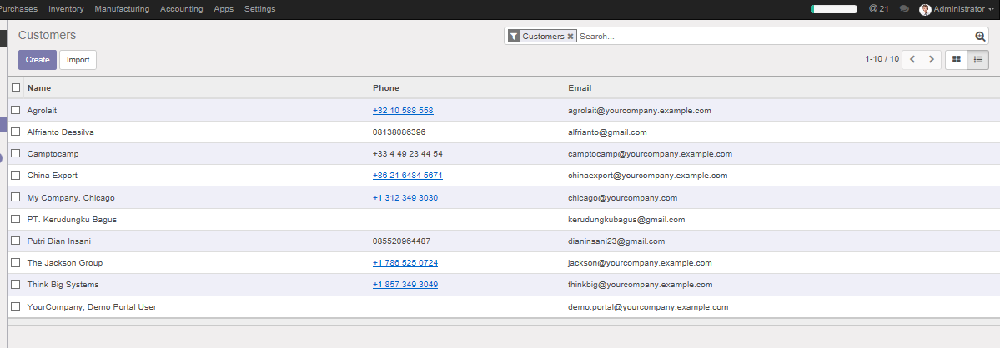 Purchases Inventory Manufacturing Accounting Apps Settings @ 21 Administrator
Customers Customers Search...
Create Import 1-10 / 10
Name Phone Email
Agrolait +32 10 588 558 agrolait@yourcompany.example.com
Alfrianto Dessilva 08138086396 alfrianto@gmail.com
Camptocamp +33 4 49 23 44 54 camptocamp@yourcompany.example.com
China Export +86 21 6484 5671 chinaexport@yourcompany.example.com
My Company, Chicago +1 312 349 3030 chicago@yourcompany.com
PT. Kerudungku Bagus kerudungkubagus@gmail.com
Putri Dian Insani 085520964487 dianinsani23@gmail.com
The Jackson Group +1 786 525 0724 jackson@yourcompany.example.com
Think Big Systems +1 857 349 3049 thinkbig@yourcompany.example.com
YourCompany, Demo Portal User demo.portal@yourcompany.example.com